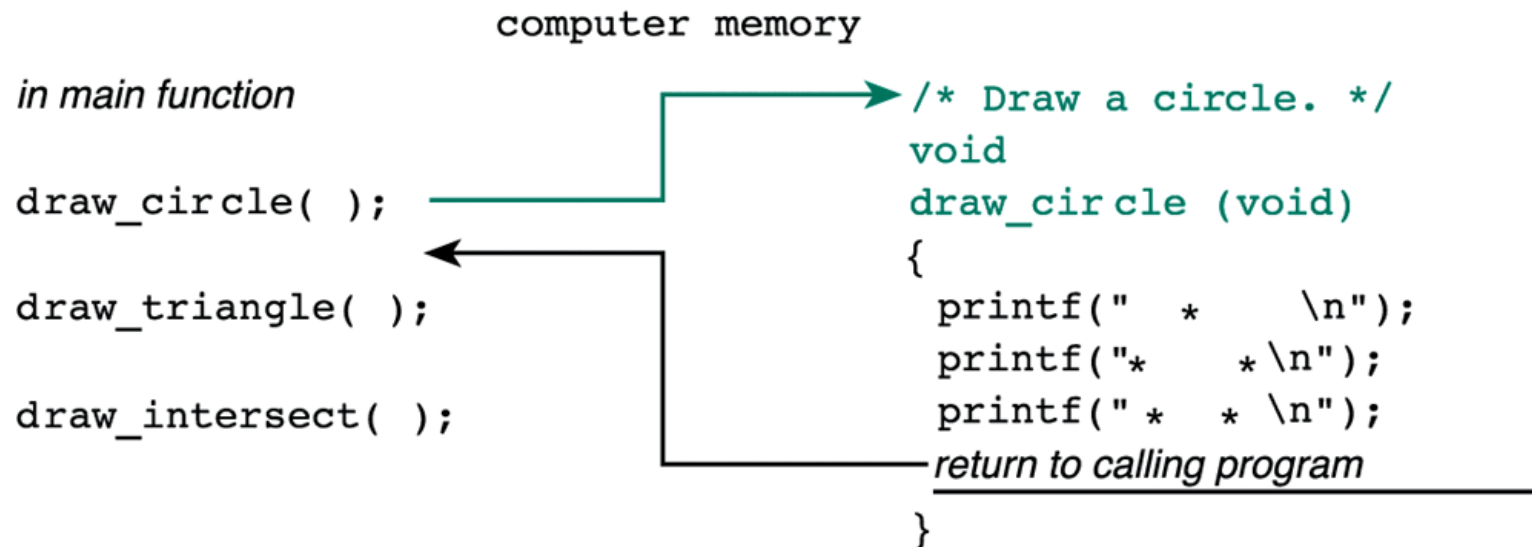 computer memory
in main function
draw_circle( );
draw_triangle( );
draw_intersect( );
/* Draw a circle. */
void
draw_circle (void)
{
printf("  *    \n");
printf("*    * \n");
printf(" *  * \n");
return to calling program
}